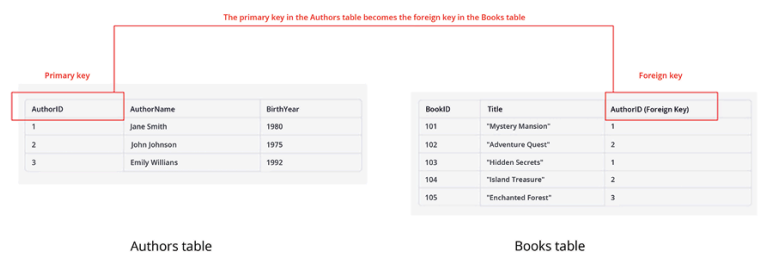 The primary key in the Authors table becomes the foreign key in the Books table
Primary key
Foreign key
AuthorID AuthorName BirthYear
1 Jane Smith 1980
2 John Johnson 1975
3 Emily Willians 1992
BookID Title AuthorID (Foreign Key)
101 "Mystery Mansion" 1
102 "Adventure Quest" 2
103 "Hidden Secrets" 1
104 "Island Treasure" 2
105 "Enchanted Forest" 3
Authors table
Books table